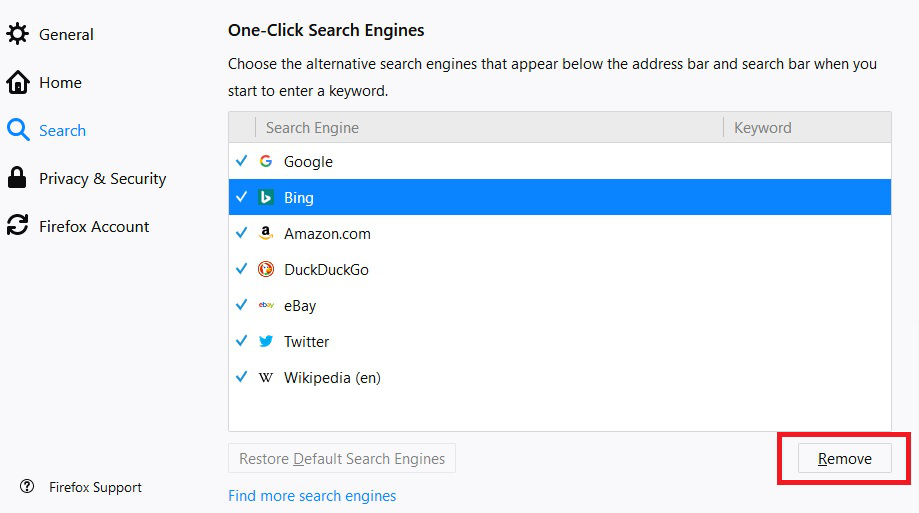 General
Home
Search
Privacy & Security
Firefox Account
Firefox Support
One-Click Search Engines
Choose the alternative search engines that appear below the address bar and search bar when you
start to enter a keyword.
Search Engine Keyword
Google
Bing
Amazon.com
DuckDuckGo
eBay
Twitter
Wikipedia (en)
Restore Default Search Engines Remove
Find more search engines